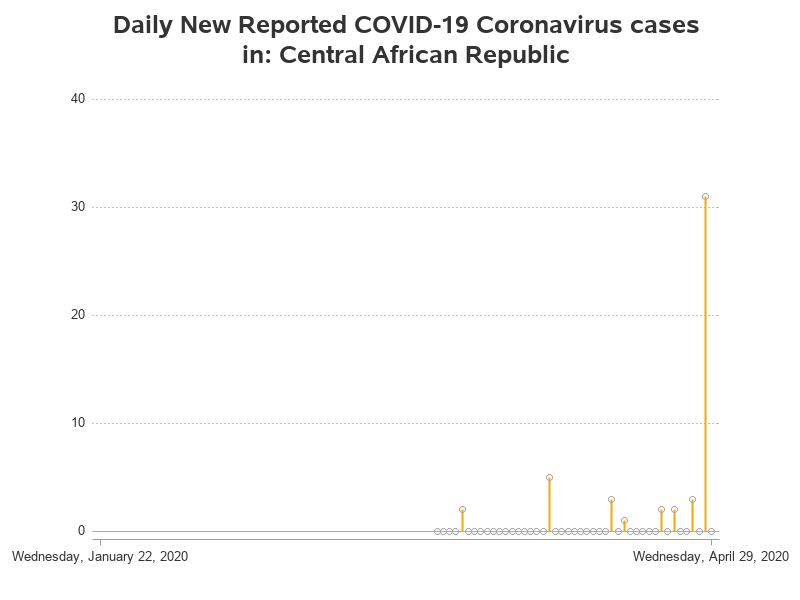 Daily New Reported COVID-19 Coronavirus cases
in: Central African Republic
40
30
20
10
0
Wednesday, January 22, 2020
Wednesday, April 29, 2020